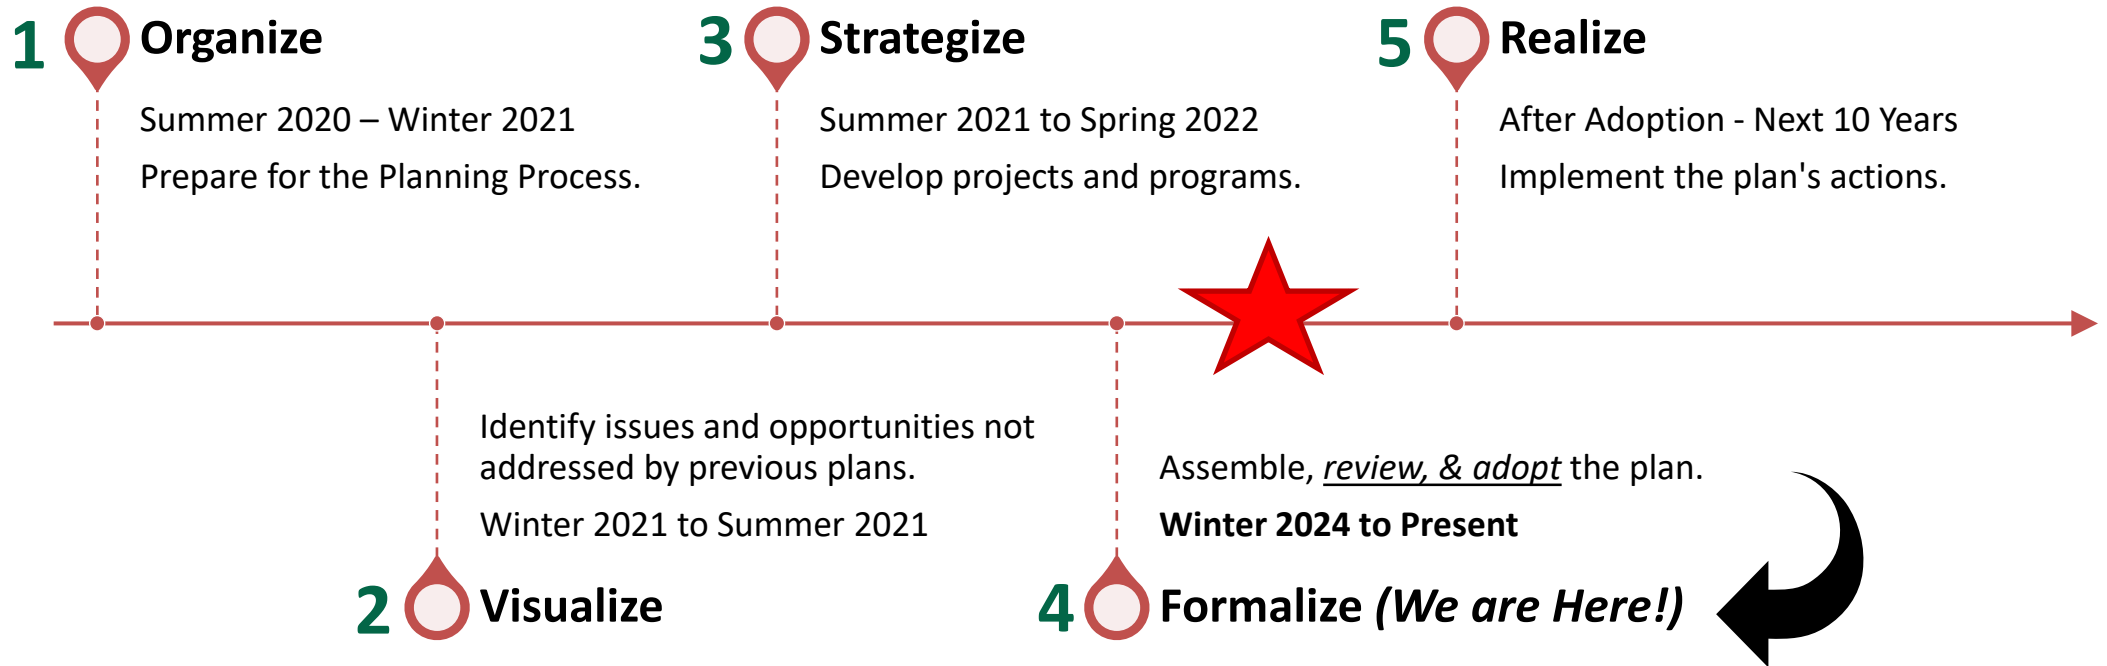 1 Organize
Summer 2020 – Winter 2021
Prepare for the Planning Process.
Identify issues and opportunities not
addressed by previous plans.
Winter 2021 to Summer 2021
2 Visualize
3 Strategize
Summer 2021 to Spring 2022
Develop projects and programs.
Assemble, review, & adopt the plan.
Winter 2024 to Present
4 Formalize (We are Here!)
5 Realize
After Adoption - Next 10 Years
Implement the plan's actions.